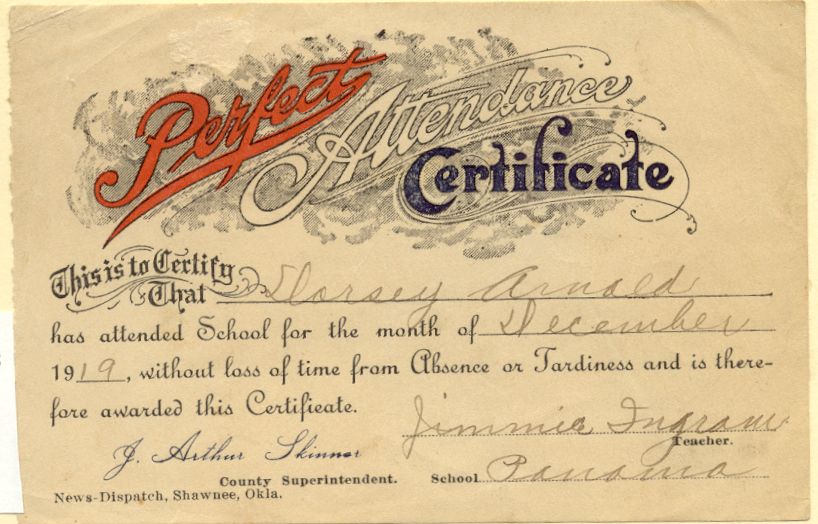 Perfect
Attendance
Certificate
This is to Certify
That Dorsey Arnold
has attended School for the month of December
1919, without loss of time from Absence or Tardiness and is there-
fore awarded this Certificate.
Jimmie Ingram
Teacher.
J. Arthur Skinner
County Superintendent. School Panama
News-Dispatch, Shawnee, Okla.